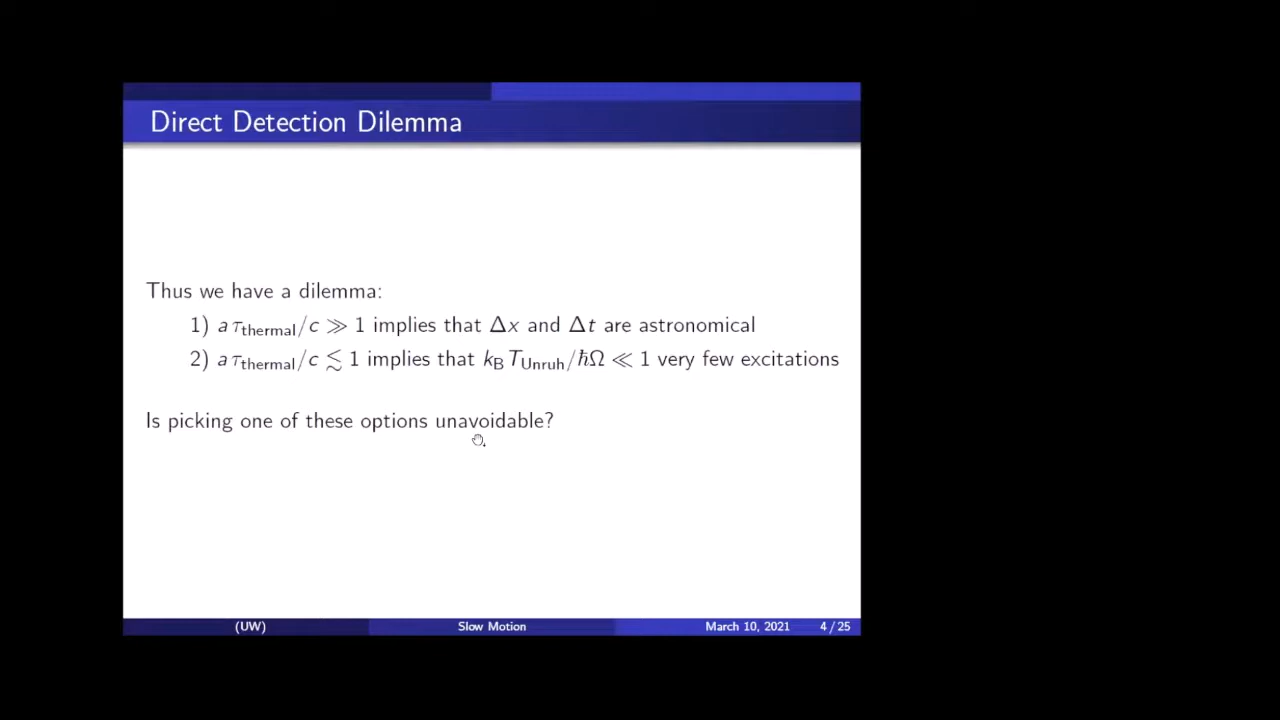 Direct Detection Dilemma
Thus we have a dilemma:
1) a τ_thermal/c ≫ 1 implies that Δx and Δt are astronomical
2) a τ_thermal/c ≲ 1 implies that k_B T_Unruh/ℏΩ ≪ 1 very few excitations
Is picking one of these options unavoidable?
(UW) Slow Motion March 10, 2021 4 / 25